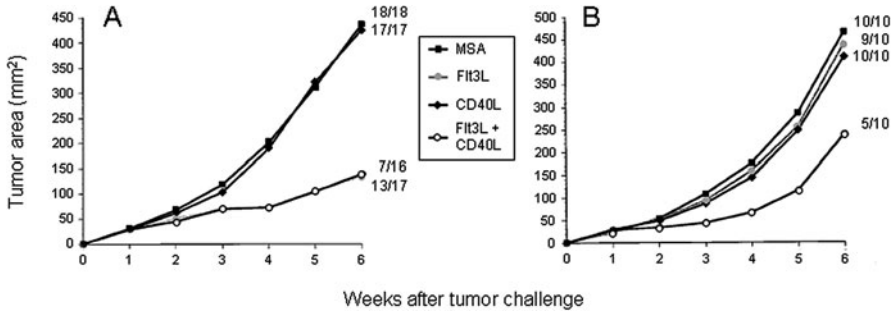 A
Tumor area (mm²)
450
400
350
300
250
200
150
100
50
0
0 1 2 3 4 5 6
18/18
17/17
7/16
13/17
MSA
Flt3L
CD40L
Flt3L +
CD40L
B
500
450
400
350
300
250
200
150
100
50
0
0 1 2 3 4 5 6
10/10
9/10
10/10
5/10
Weeks after tumor challenge